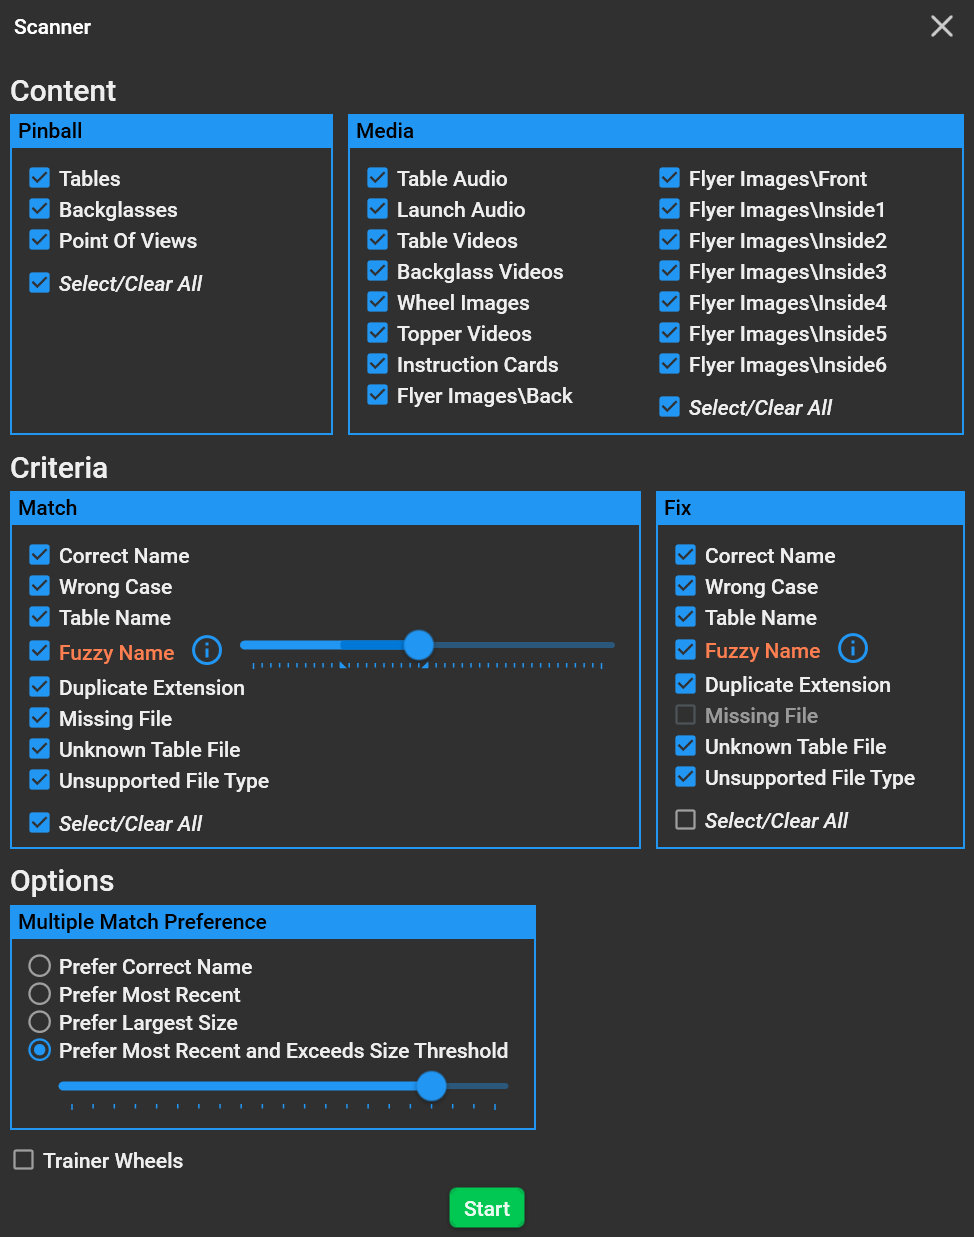 Scanner
Content
Pinball
Tables
Backglasses
Point Of Views
Select/Clear All
Media
Table Audio
Launch Audio
Table Videos
Backglass Videos
Wheel Images
Topper Videos
Instruction Cards
Flyer Images\Back
Flyer Images\Front
Flyer Images\Inside1
Flyer Images\Inside2
Flyer Images\Inside3
Flyer Images\Inside4
Flyer Images\Inside5
Flyer Images\Inside6
Select/Clear All
Criteria
Match
Correct Name
Wrong Case
Table Name
Fuzzy Name
Duplicate Extension
Missing File
Unknown Table File
Unsupported File Type
Select/Clear All
Fix
Correct Name
Wrong Case
Table Name
Fuzzy Name
Duplicate Extension
Missing File
Unknown Table File
Unsupported File Type
Select/Clear All
Options
Multiple Match Preference
Prefer Correct Name
Prefer Most Recent
Prefer Largest Size
Prefer Most Recent and Exceeds Size Threshold
Trainer Wheels
Start